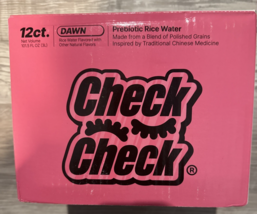 12ct.
DAWN
Prebiotic Rice Water
Made from a blend of Polished Grains
Inspired by Traditional Chinese Medicine
Check
Check®